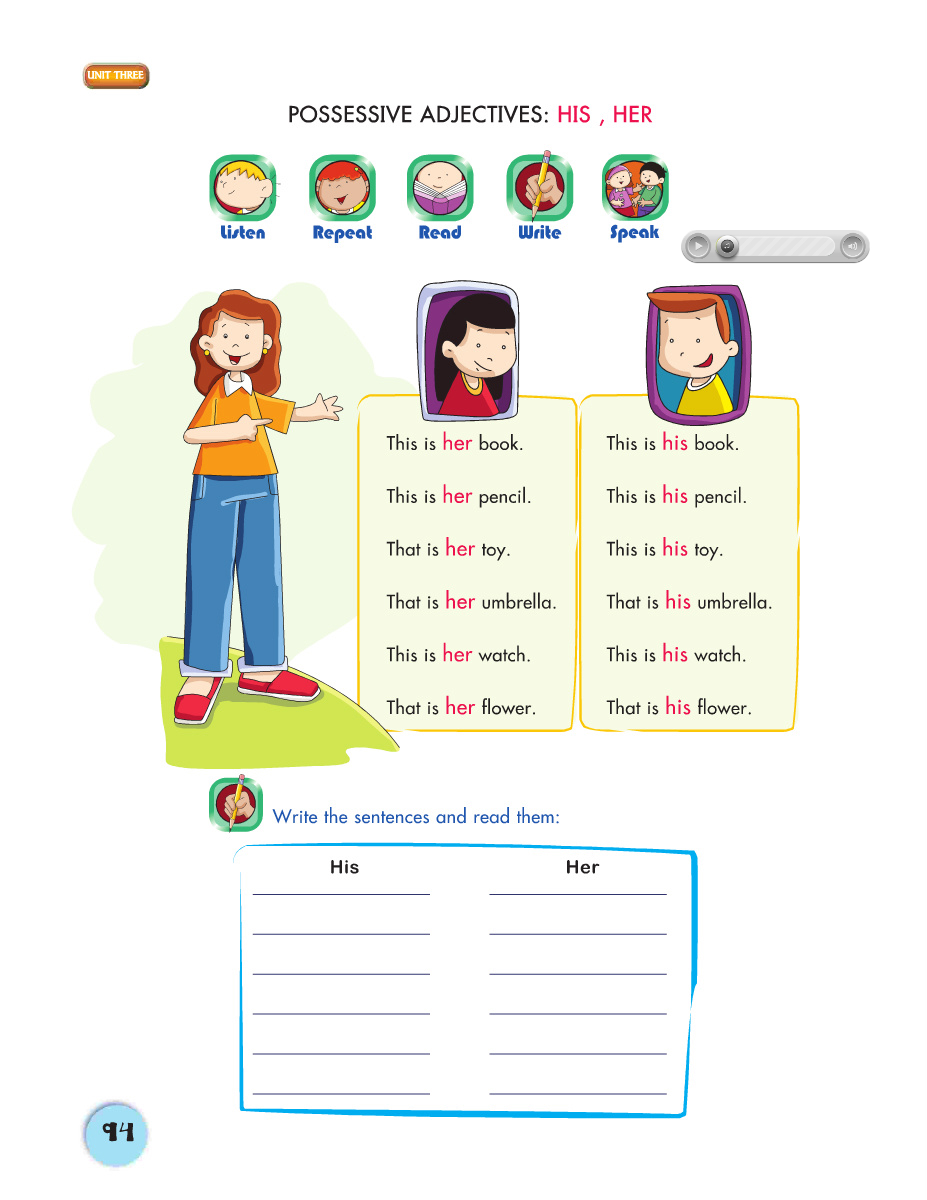 UNIT THREE
POSSESSIVE ADJECTIVES: HIS , HER
Listen
Repeat
Read
Write
Speak
This is her book.
This is her pencil.
That is her toy.
That is her umbrella.
This is her watch.
That is her flower.
This is his book.
This is his pencil.
This is his toy.
That is his umbrella.
This is his watch.
That is his flower.
Write the sentences and read them:
His
Her
94